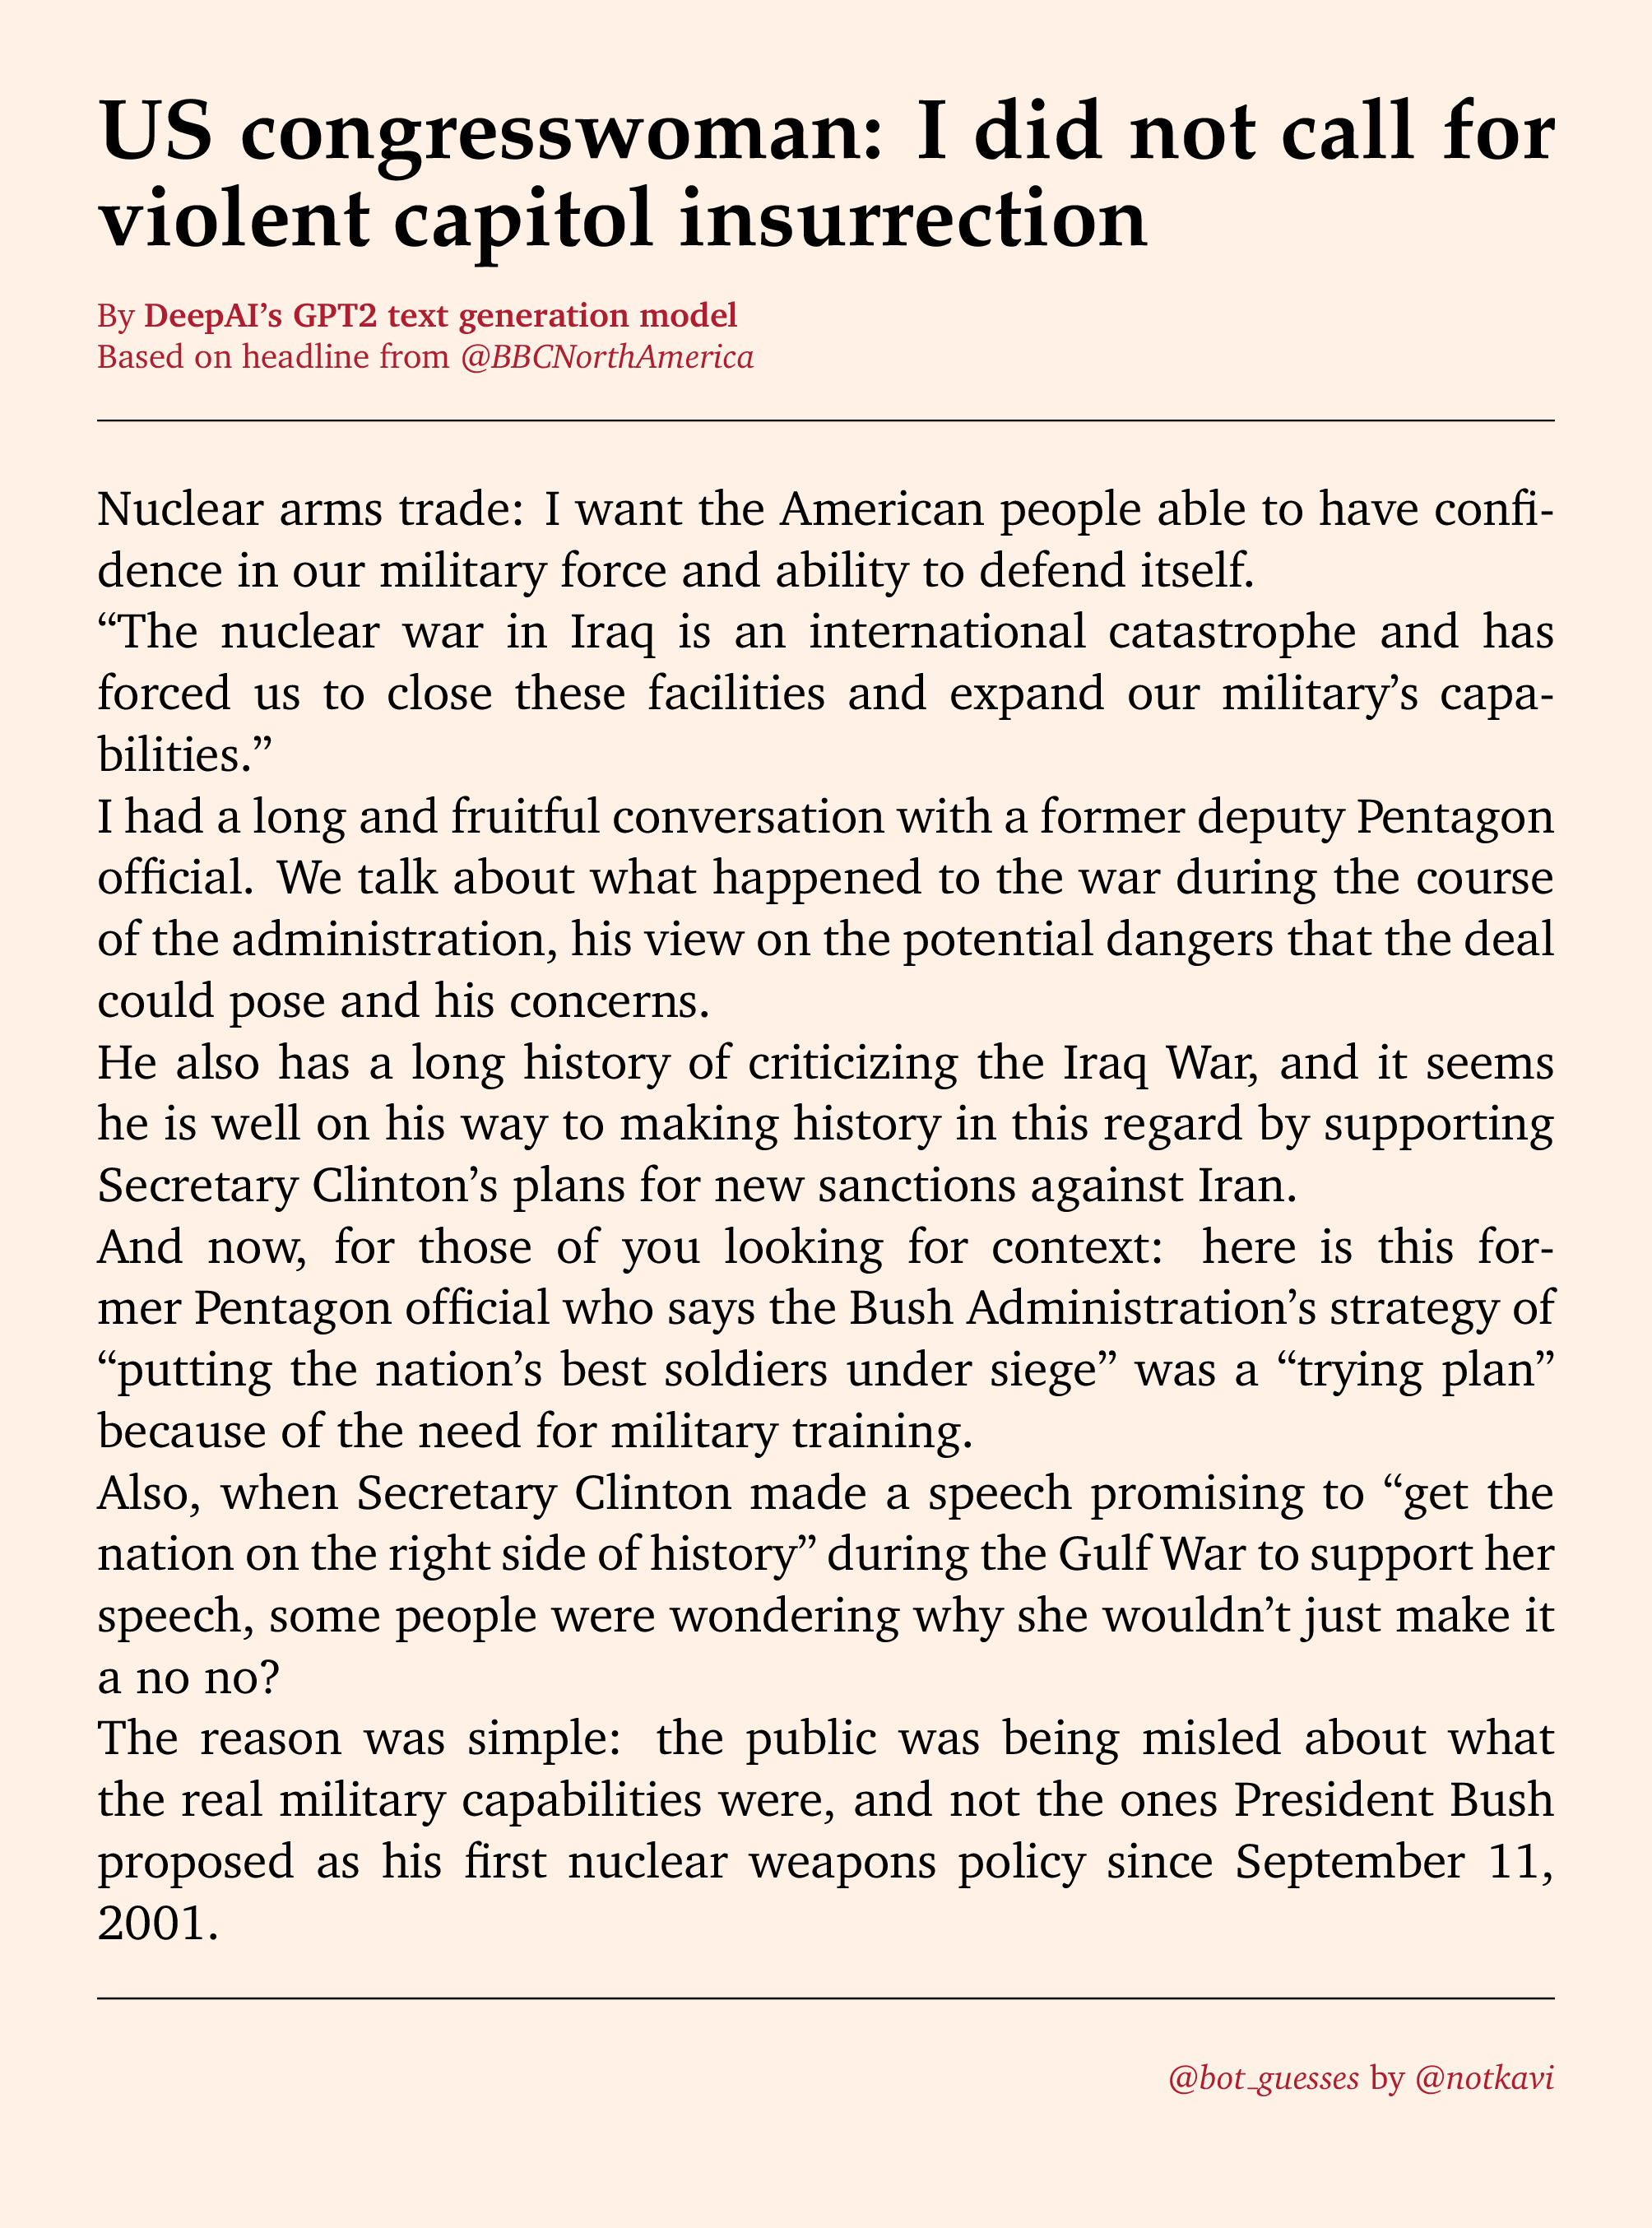 US congresswoman: I did not call for
violent capitol insurrection
By DeepAI’s GPT2 text generation model
Based on headline from @BBCNorthAmerica
Nuclear arms trade: I want the American people able to have confi-
dence in our military force and ability to defend itself.
“The nuclear war in Iraq is an international catastrophe and has
forced us to close these facilities and expand our military’s capa-
bilities.”
I had a long and fruitful conversation with a former deputy Pentagon
official. We talk about what happened to the war during the course
of the administration, his view on the potential dangers that the deal
could pose and his concerns.
He also has a long history of criticizing the Iraq War, and it seems
he is well on his way to making history in this regard by supporting
Secretary Clinton’s plans for new sanctions against Iran.
And now, for those of you looking for context: here is this for-
mer Pentagon official who says the Bush Administration’s strategy of
“putting the nation’s best soldiers under siege” was a “trying plan”
because of the need for military training.
Also, when Secretary Clinton made a speech promising to “get the
nation on the right side of history” during the Gulf War to support her
speech, some people were wondering why she wouldn’t just make it
a no no?
The reason was simple: the public was being misled about what
the real military capabilities were, and not the ones President Bush
proposed as his first nuclear weapons policy since September 11,
2001.
@bot_guesses by @notkavi